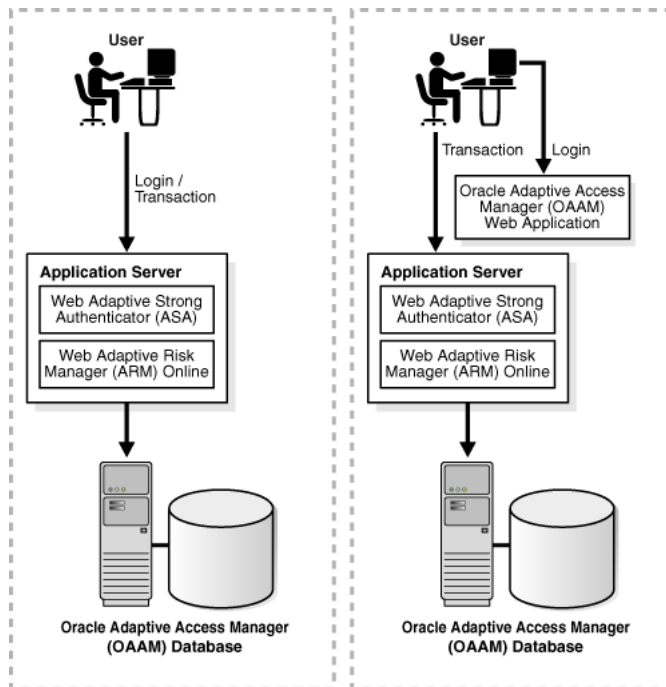 User
Login /
Transaction
Application Server
Web Adaptive Strong
Authenticator (ASA)
Web Adaptive Risk
Manager (ARM) Online
Oracle Adaptive Access Manager
(OAAM) Database
User
Transaction
Login
Oracle Adaptive Access
Manager (OAAM)
Web Application
Application Server
Web Adaptive Strong
Authenticator (ASA)
Web Adaptive Risk
Manager (ARM) Online
Oracle Adaptive Access Manager
(OAAM) Database